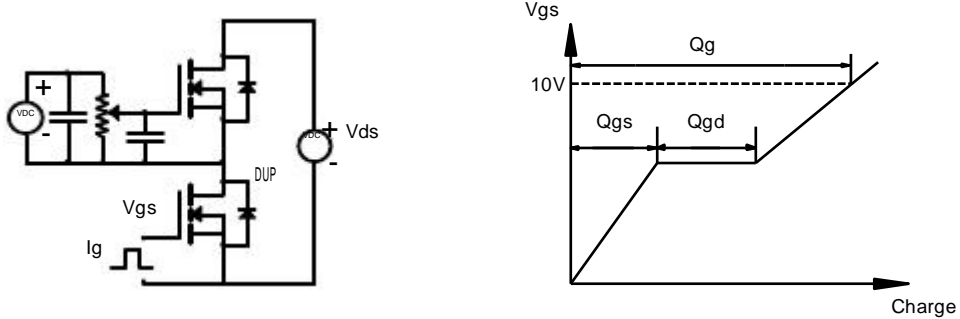 +
VDC
-
Vgs
Ig
DUP
VDC
+
-
Vds
Vgs
Qg
10V
Qgs
Qgd
Charge